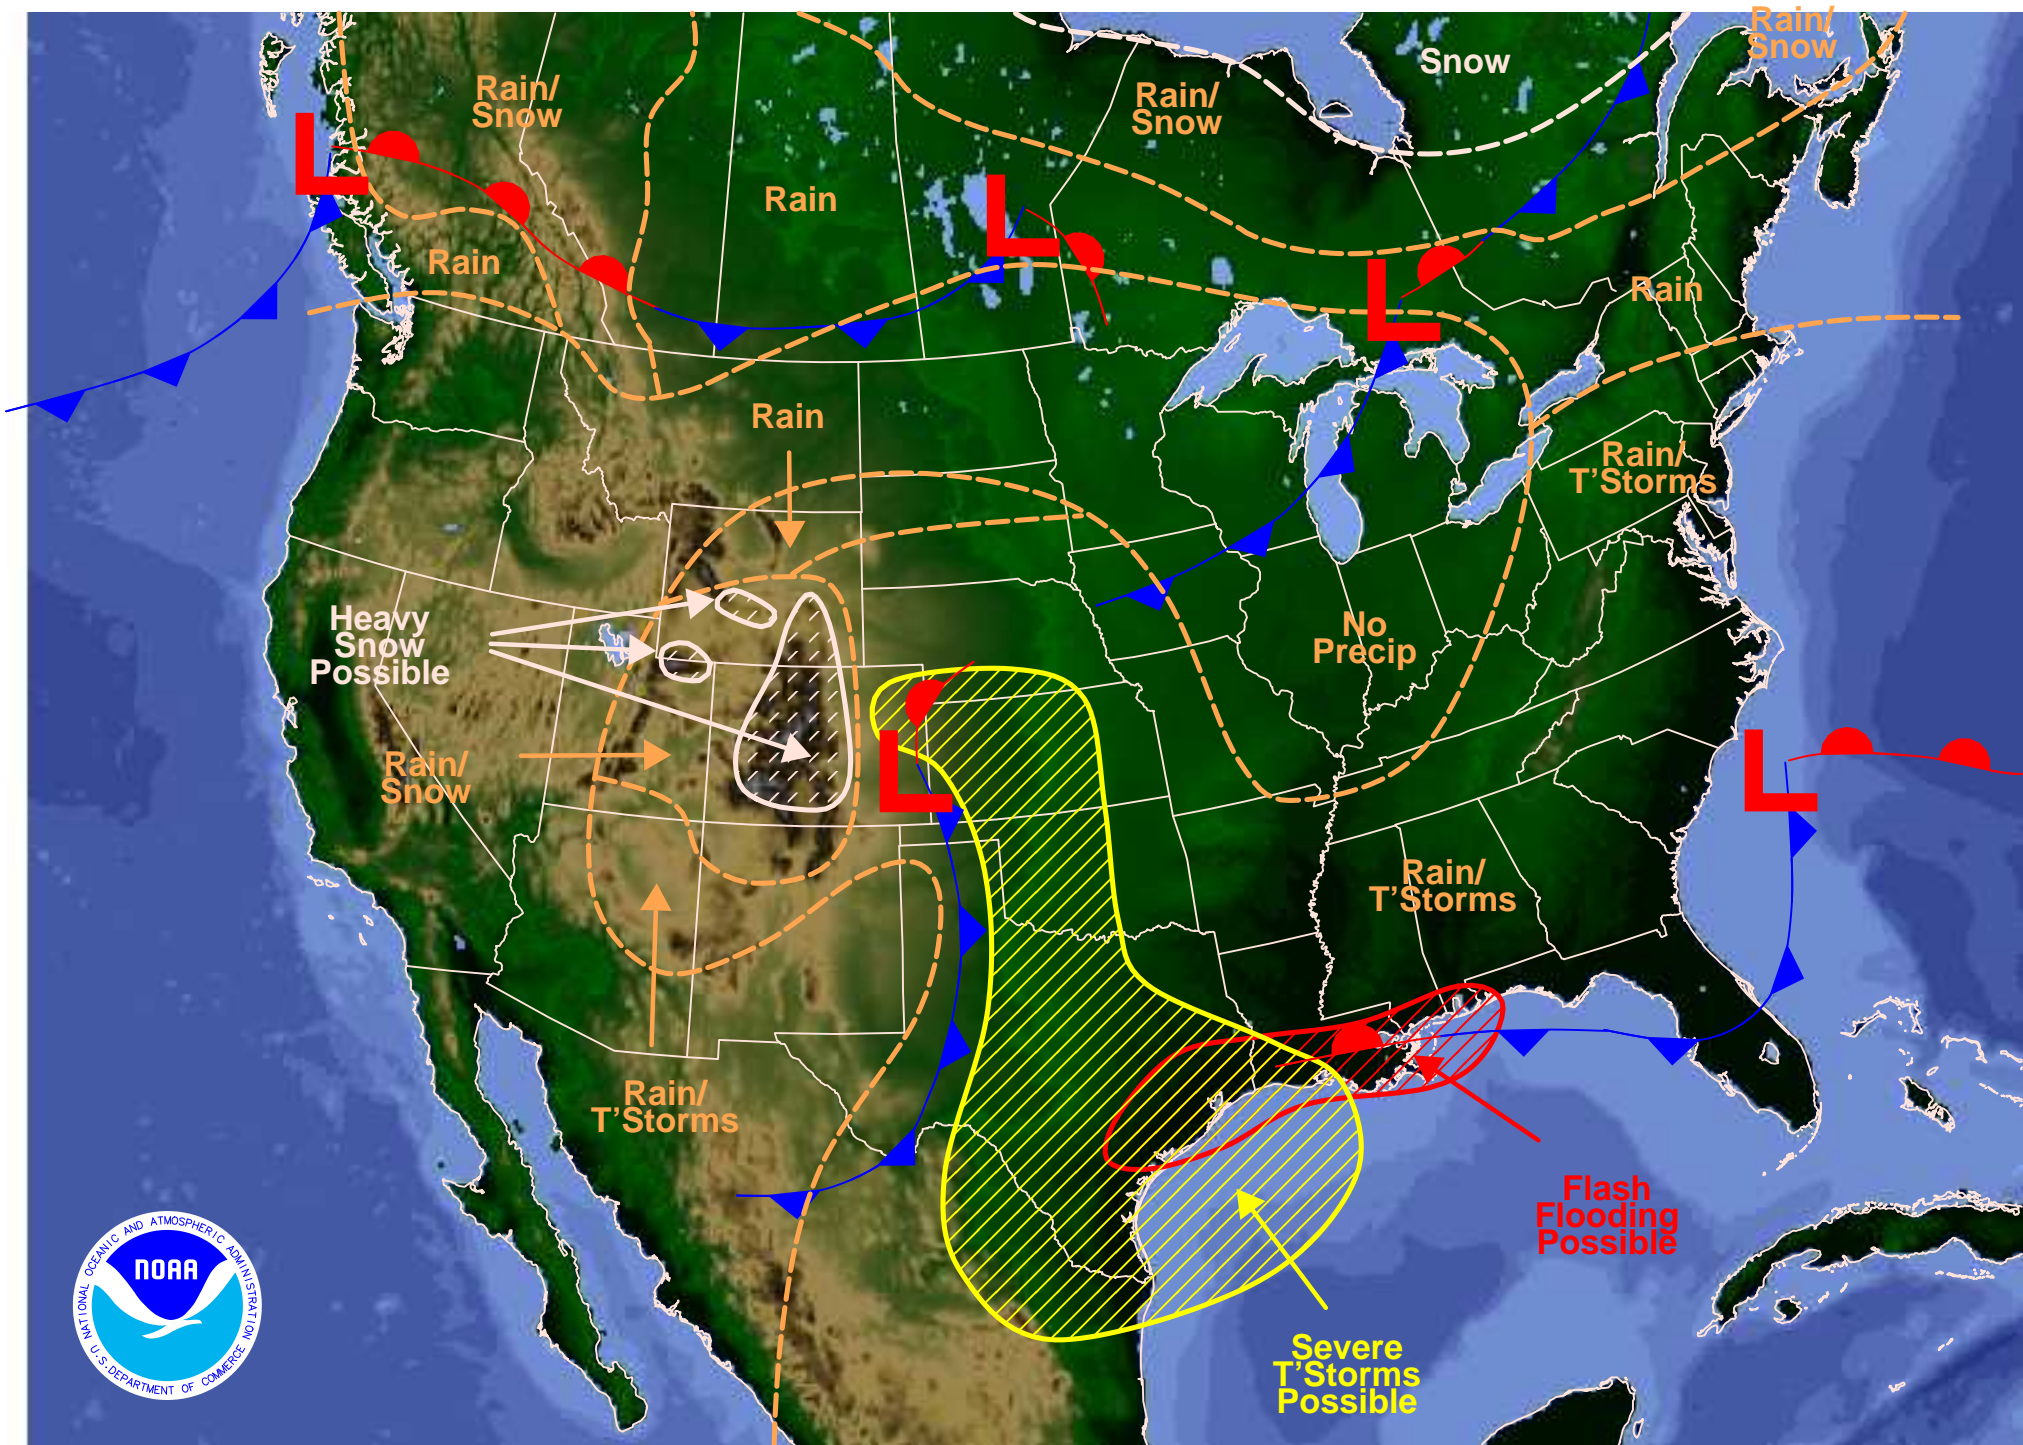 Rain/
Snow
Snow
Rain/
Snow
Rain/
Snow
Rain
Rain
Rain
Rain
Rain/
T'Storms
Heavy
Snow
Possible
No
Precip
Rain/
Snow
Rain/
T'Storms
Rain/
T'Storms
Flash
Flooding
Possible
Severe
T'Storms
Possible
L
L
L
L
L
NATIONAL OCEANIC AND ATMOSPHERIC ADMINISTRATION
NOAA
U.S. DEPARTMENT OF COMMERCE